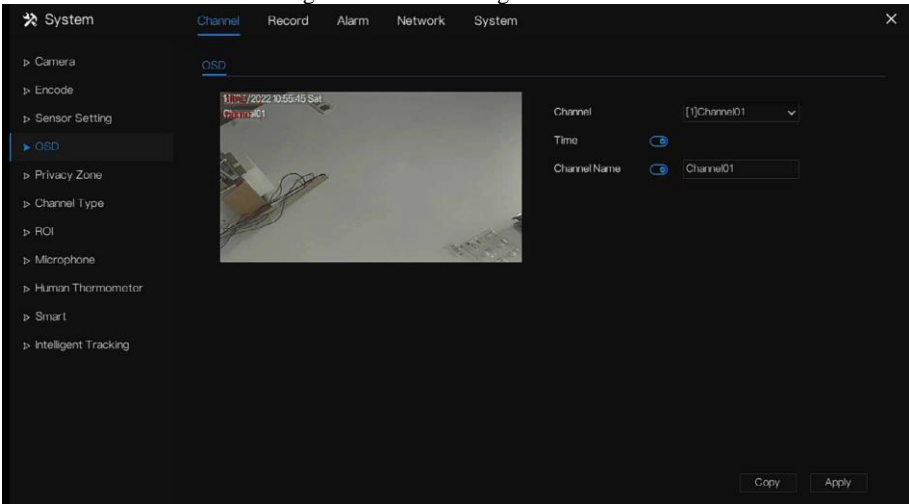 System
Channel Record Alarm Network System
Camera
Encode
Sensor Setting
OSD
Privacy Zone
Channel Type
ROI
Microphone
Human Thermometer
Smart
Intelligent Tracking
OSD
/2022 10:55:45 Sat
Channel [1]Channel01
Time
Channel Name Channel01
Copy Apply